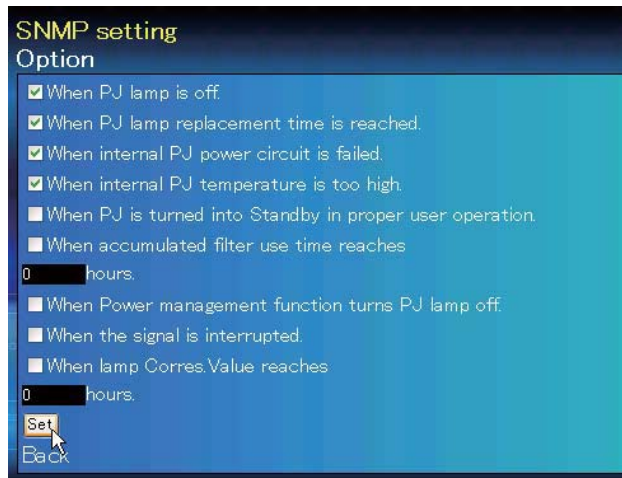 SNMP setting
Option
When PJ lamp is off.
When PJ lamp replacement time is reached.
When internal PJ power circuit is failed.
When internal PJ temperature is too high.
When PJ is turned into Standby in proper user operation.
When accumulated filter use time reaches
0 hours.
When Power management function turns PJ lamp off.
When the signal is interrupted.
When lamp Corres.Value reaches
0 hours.
Set
Back